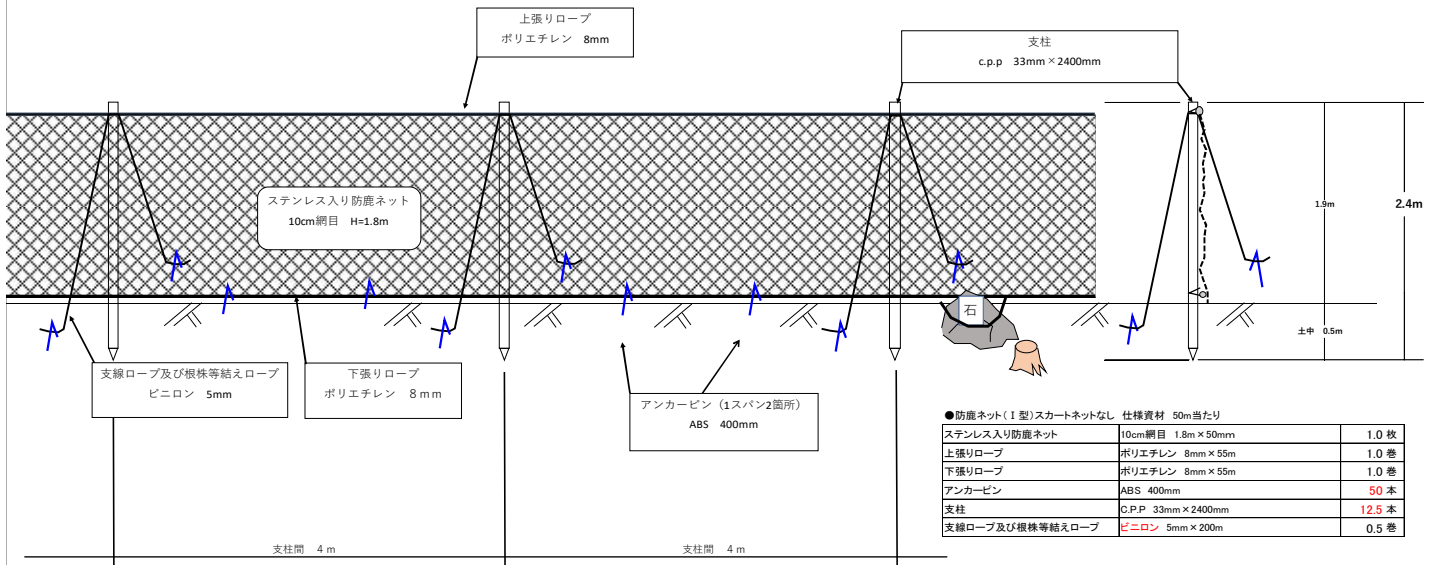 上張りロープ
ポリエチレン 8mm
支柱
c.p.p 33mm×2400mm
ステンレス入り防鹿ネット
10cm網目 H=1.8m
1.9m
2.4m
石
土中 0.5m
支線ロープ及び根株等結えロープ
ビニロン 5mm
下張りロープ
ポリエチレン 8mm
アンカーピン（1スパン2箇所）
ABS 400mm
●防鹿ネット（Ⅰ型）スカートネットなし 仕様資材 50m当たり
ステンレス入り防鹿ネット 10cm網目 1.8m×50mm 1.0 枚
上張りロープ ポリエチレン 8mm×55m 1.0 巻
下張りロープ ポリエチレン 8mm×55m 1.0 巻
アンカーピン ABS 400mm 50 本
支柱 C.P.P 33mm×2400mm 12.5 本
支線ロープ及び根株等結えロープ ビニロン 5mm×200m 0.5 巻
支柱間 4m
支柱間 4m